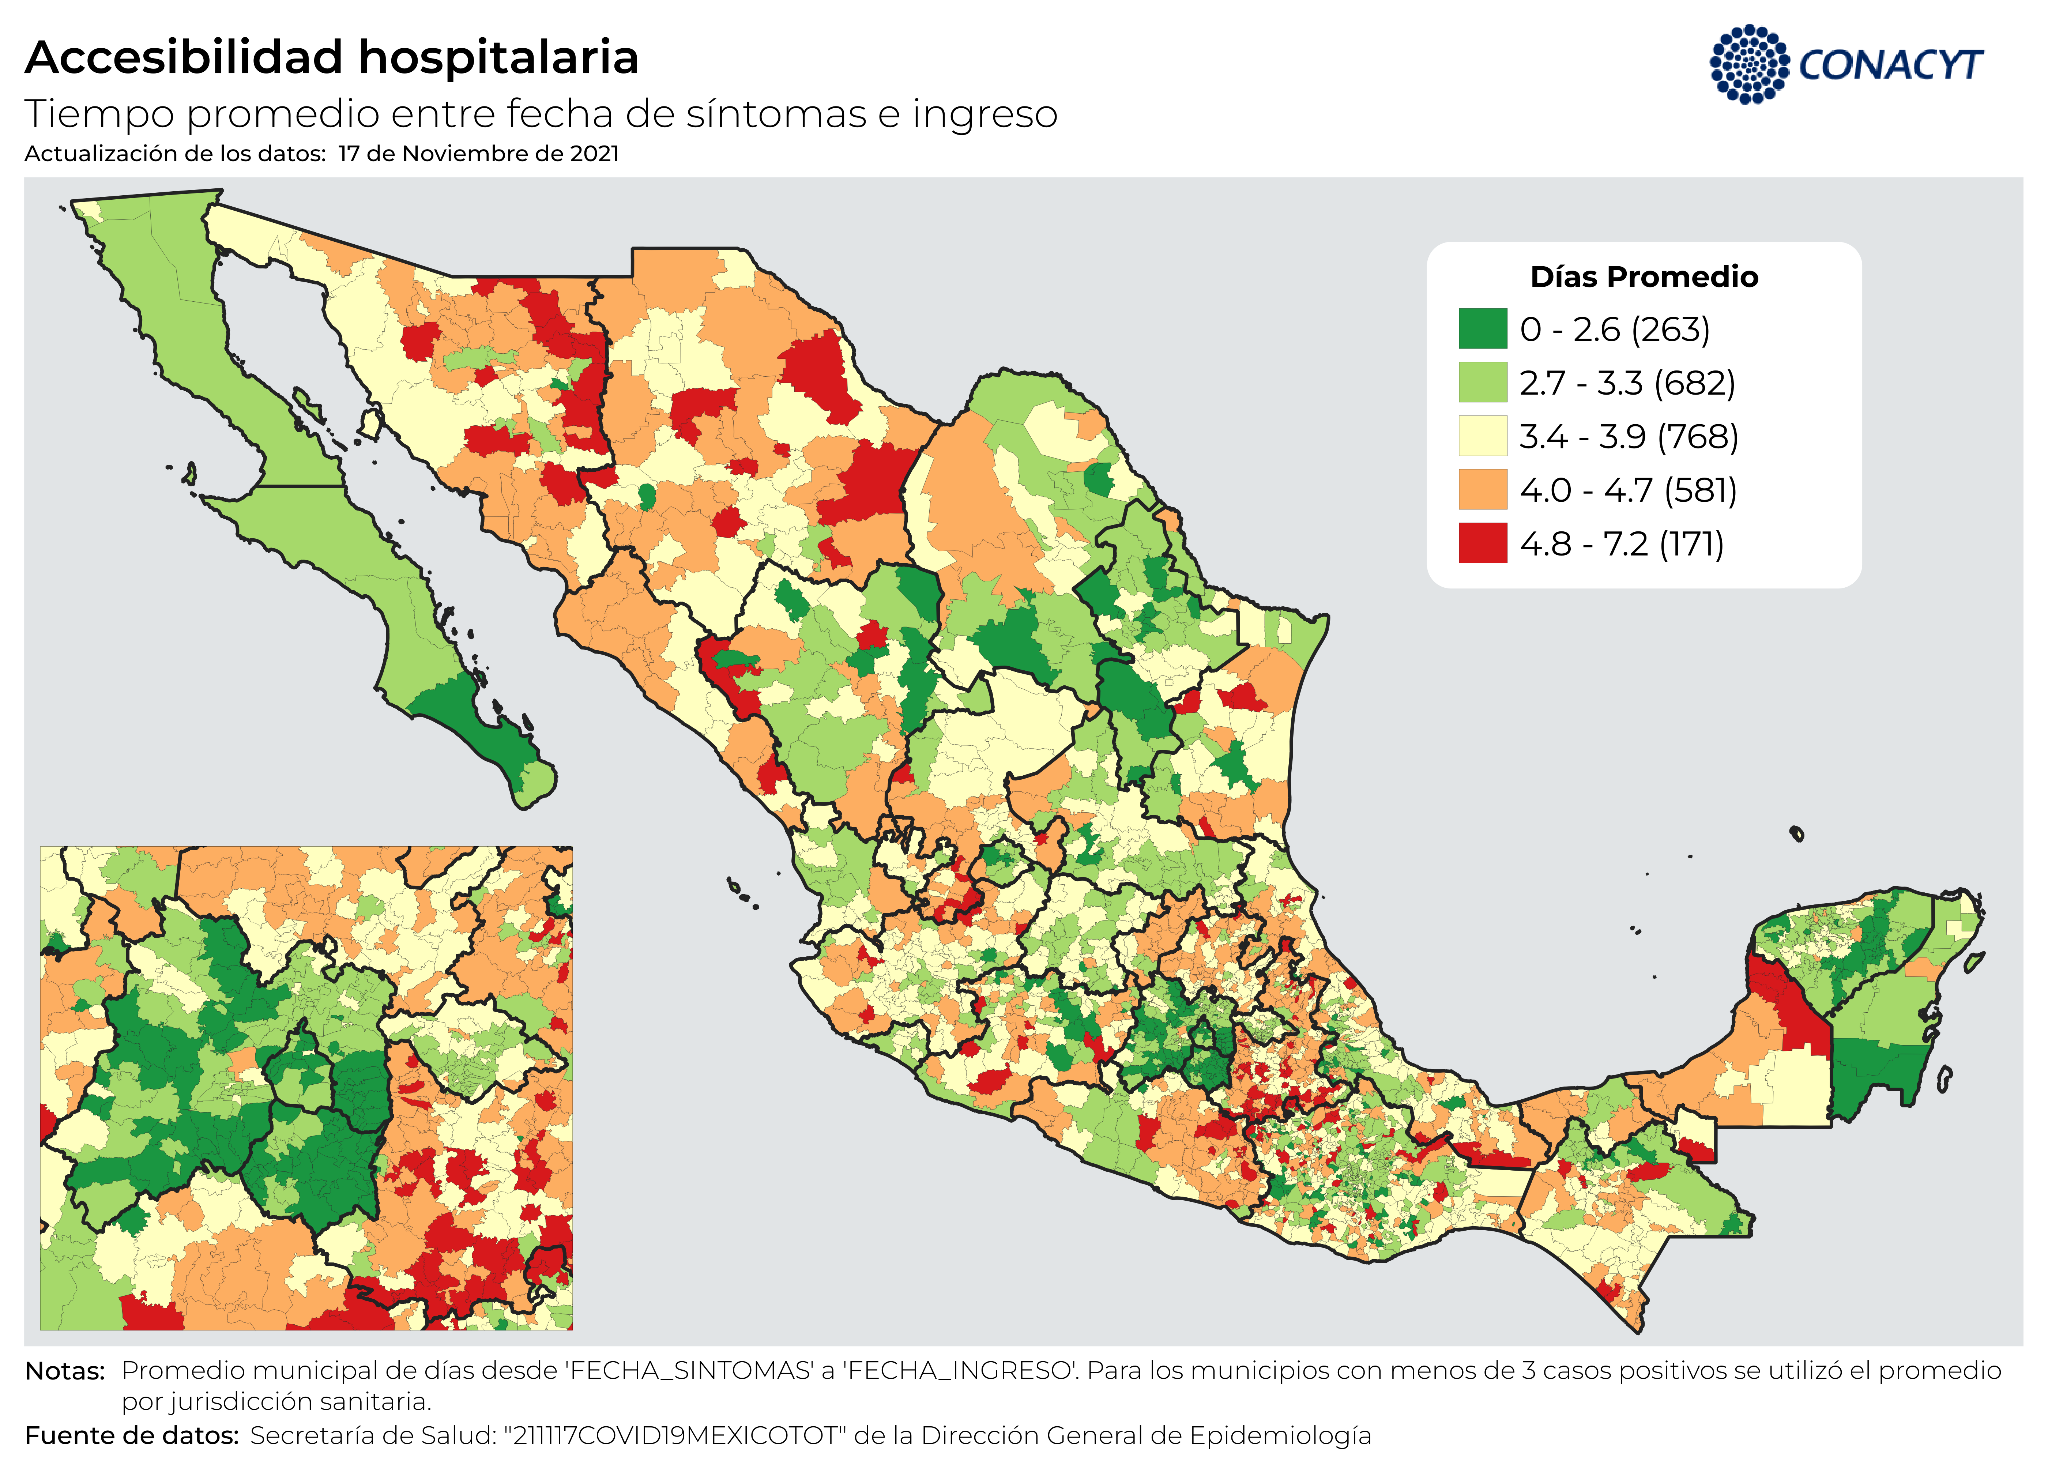 Accesibilidad hospitalaria
CONACYT
Tiempo promedio entre fecha de síntomas e ingreso
Actualización de los datos: 17 de Noviembre de 2021
Días Promedio
0 - 2.6 (263)
2.7 - 3.3 (682)
3.4 - 3.9 (768)
4.0 - 4.7 (581)
4.8 - 7.2 (171)
Notas: Promedio municipal de días desde 'FECHA_SINTOMAS' a 'FECHA_INGRESO'. Para los municipios con menos de 3 casos positivos se utilizó el promedio
por jurisdicción sanitaria.
Fuente de datos: Secretaría de Salud: "211117COVID19MEXICOTOT" de la Dirección General de Epidemiología